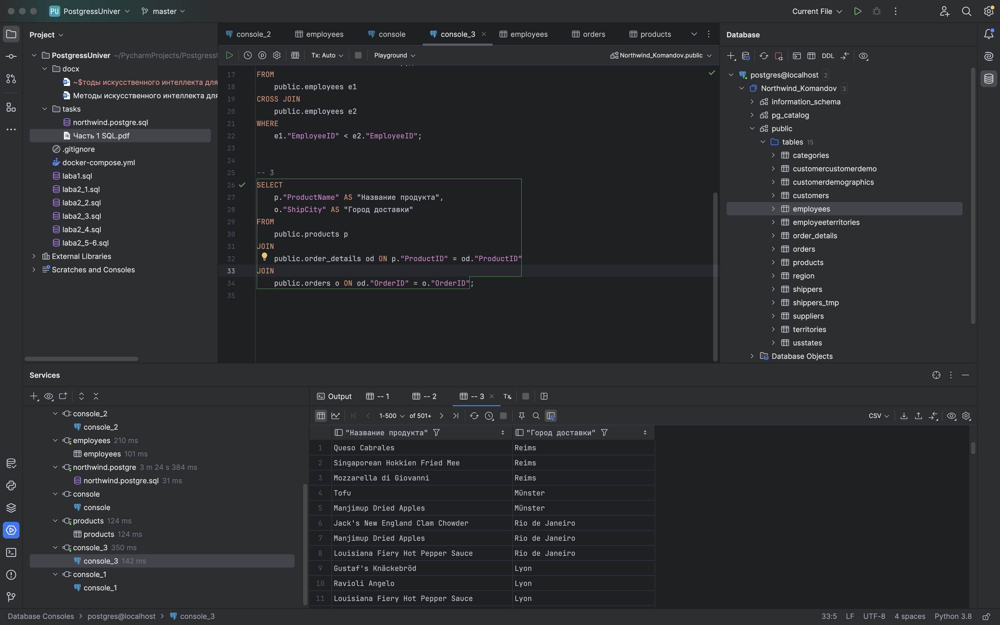 PU PostgressUniver master Current File
Project
PostgressUniver ~/PycharmProjects/PostgressU
docx
~$тоды искусственного интеллекта для
Методы искусственного интеллекта для
tasks
northwind.postgre.sql
Часть 1 SQL.pdf
.gitignore
docker-compose.yml
laba1.sql
laba2_1.sql
laba2_2.sql
laba2_3.sql
laba2_4.sql
laba2_5-6.sql
External Libraries
Scratches and Consoles
console_2 employees console console_3 employees orders products
Tx: Auto Playground Northwind_Komandov.public
17 FROM
18 public.employees e1
19 CROSS JOIN
20 public.employees e2
21 WHERE
22 e1."EmployeeID" < e2."EmployeeID";
23
24
25 -- 3
26 SELECT
27 p."ProductName" AS "Название продукта",
28 o."ShipCity" AS "Город доставки"
29 FROM
30 public.products p
31 JOIN
32 public.order_details od ON p."ProductID" = od."ProductID"
33 JOIN
34 public.orders o ON od."OrderID" = o."OrderID";
35
Database
DDL
postgres@localhost 2
Northwind_Komandov 3
information_schema
pg_catalog
public
tables 15
categories
customercustomerdemo
customerdemographics
customers
employees
employeeterritories
order_details
orders
products
region
shippers
shippers_tmp
suppliers
territories
usstates
Database Objects
Services
console_2
console_2
employees 210 ms
employees 101 ms
northwind.postgre 3 m 24 s 384 ms
northwind.postgre.sql 31 ms
console
console
products 124 ms
products 124 ms
console_3 350 ms
console_3 142 ms
console_1
console_1
Output -- 1 -- 2 -- 3 Tx
1-500 of 501+ CSV
"Название продукта" "Город доставки"
1 Queso Cabrales Reims
2 Singaporean Hokkien Fried Mee Reims
3 Mozzarella di Giovanni Reims
4 Tofu Münster
5 Manjimup Dried Apples Münster
6 Jack's New England Clam Chowder Rio de Janeiro
7 Manjimup Dried Apples Rio de Janeiro
8 Louisiana Fiery Hot Pepper Sauce Rio de Janeiro
9 Gustaf's Knäckebröd Lyon
10 Ravioli Angelo Lyon
11 Louisiana Fiery Hot Pepper Sauce Lyon
Database Consoles > postgres@localhost > console_3 33:5 LF UTF-8 4 spaces Python 3.8